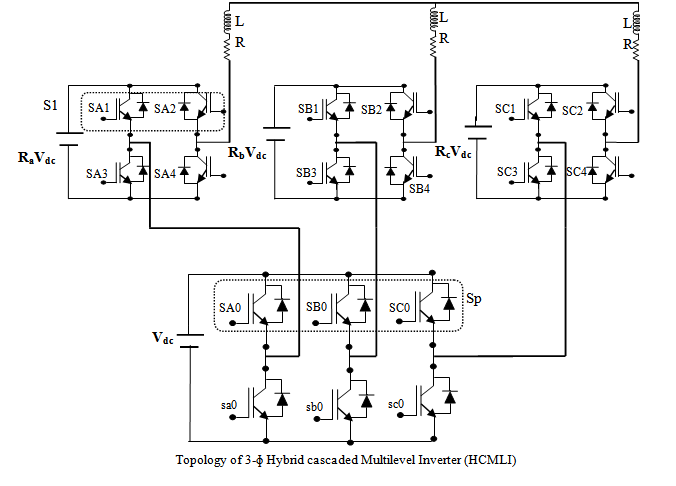 L L L
R R R
S1 SA1 SA2 SB1 SB2 SC1 SC2
RaVdc RbVdc RcVdc
SA3 SA4 SB3 SB4 SC3 SC4
SA0 SB0 SC0 Sp
Vdc
sa0 sb0 sc0
Topology of 3-ϕ Hybrid cascaded Multilevel Inverter (HCMLI)